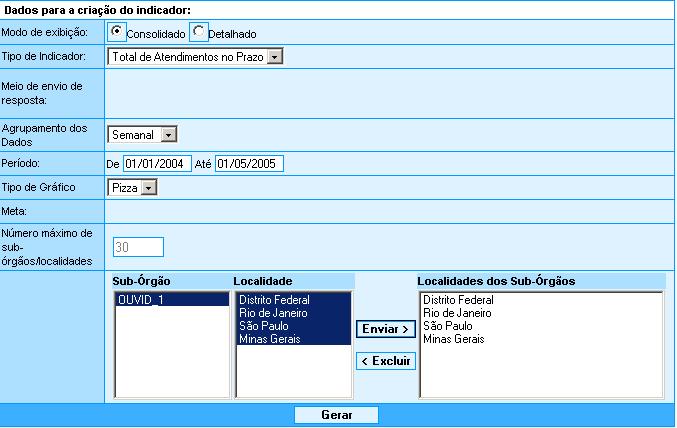 Dados para a criação do indicador:
Modo de exibição: Consolidado Detalhado
Tipo de Indicador: Total de Atendimentos no Prazo
Meio de envio de
resposta:
Agrupamento dos
Dados
Semanal
Período: De 01/01/2004 Até 01/05/2005
Tipo de Gráfico Pizza
Meta:
Número máximo de
sub-
órgãos/localidades
30
Sub-Órgão Localidade Localidades dos Sub-Órgãos
OUVID_1 Distrito Federal Distrito Federal
Rio de Janeiro Rio de Janeiro
São Paulo São Paulo
Minas Gerais Minas Gerais
Enviar >
< Excluir
Gerar